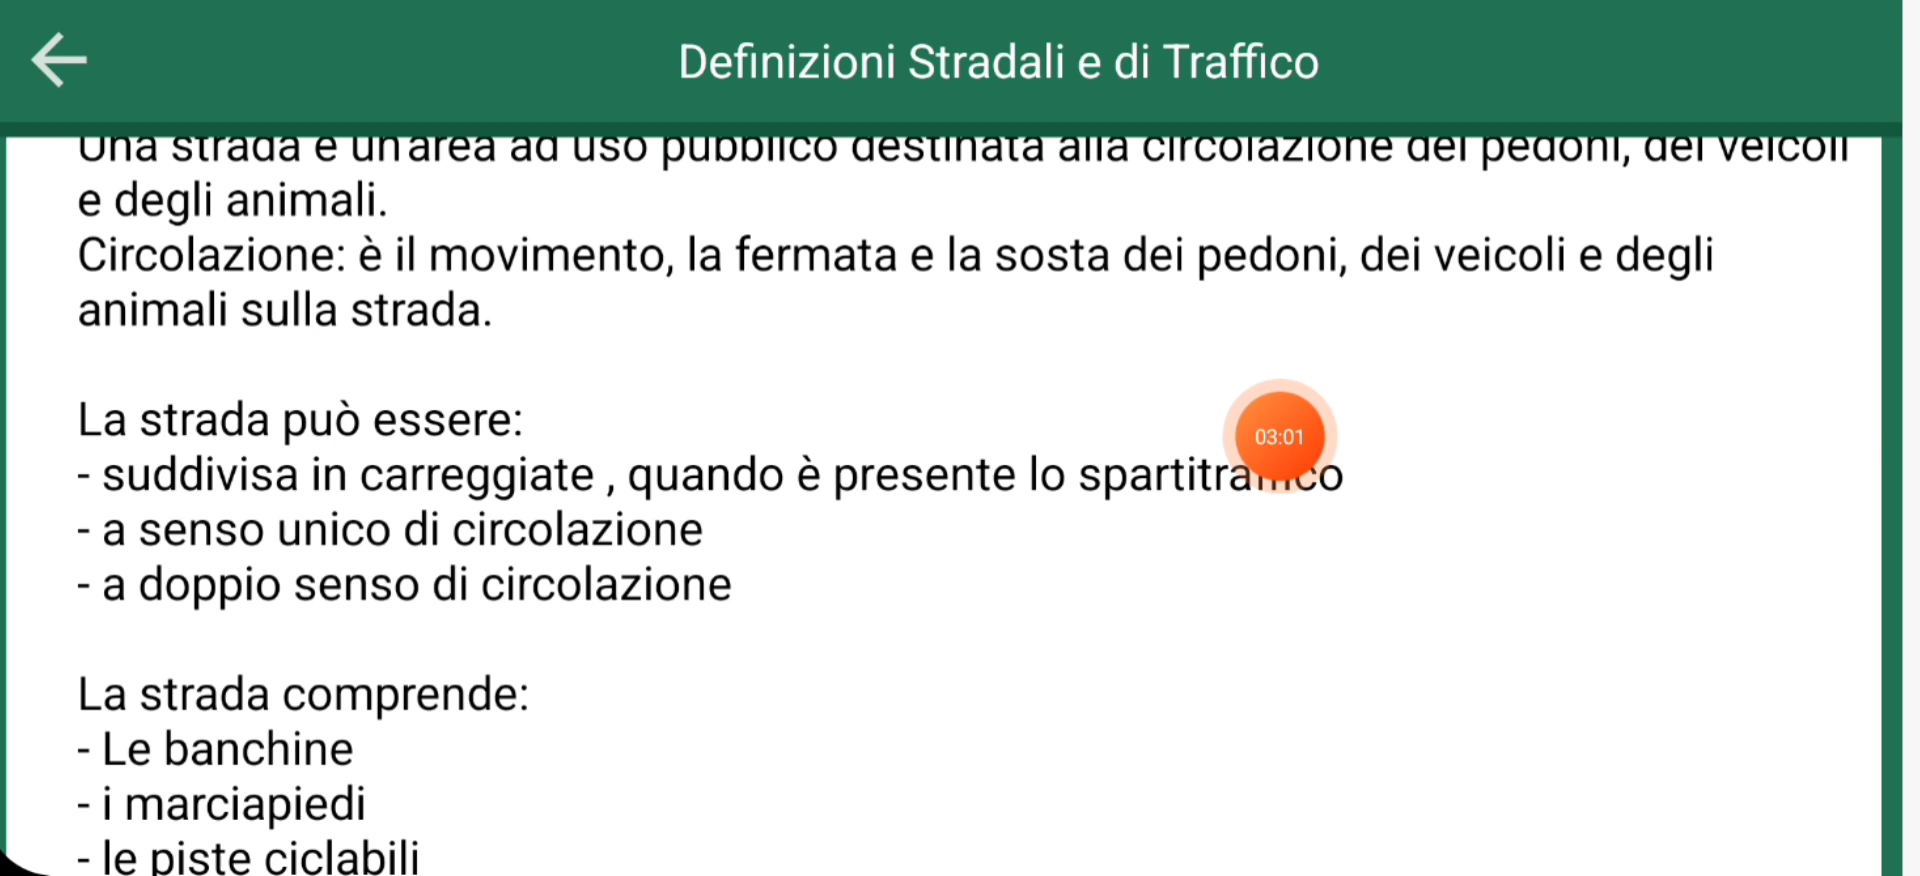 Definizioni Stradali e di Traffico
Una strada è un'area ad uso pubblico destinata alla circolazione dei pedoni, dei veicoli
e degli animali.
Circolazione: è il movimento, la fermata e la sosta dei pedoni, dei veicoli e degli
animali sulla strada.
La strada può essere:
03:01
- suddivisa in carreggiate , quando è presente lo spartitraffico
- a senso unico di circolazione
- a doppio senso di circolazione
La strada comprende:
- Le banchine
- i marciapiedi
- le piste ciclabili